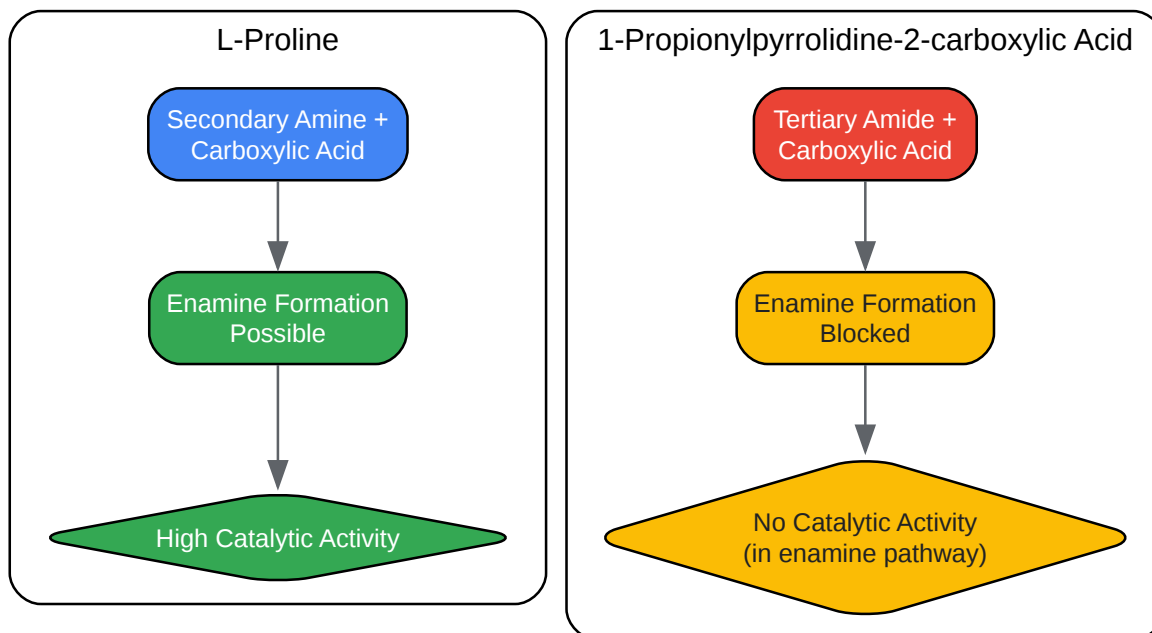 L-Proline
Secondary Amine +
Carboxylic Acid
Enamine Formation
Possible
High Catalytic Activity
1-Propionylpyrrolidine-2-carboxylic Acid
Tertiary Amide +
Carboxylic Acid
Enamine Formation
Blocked
No Catalytic Activity
(in enamine pathway)